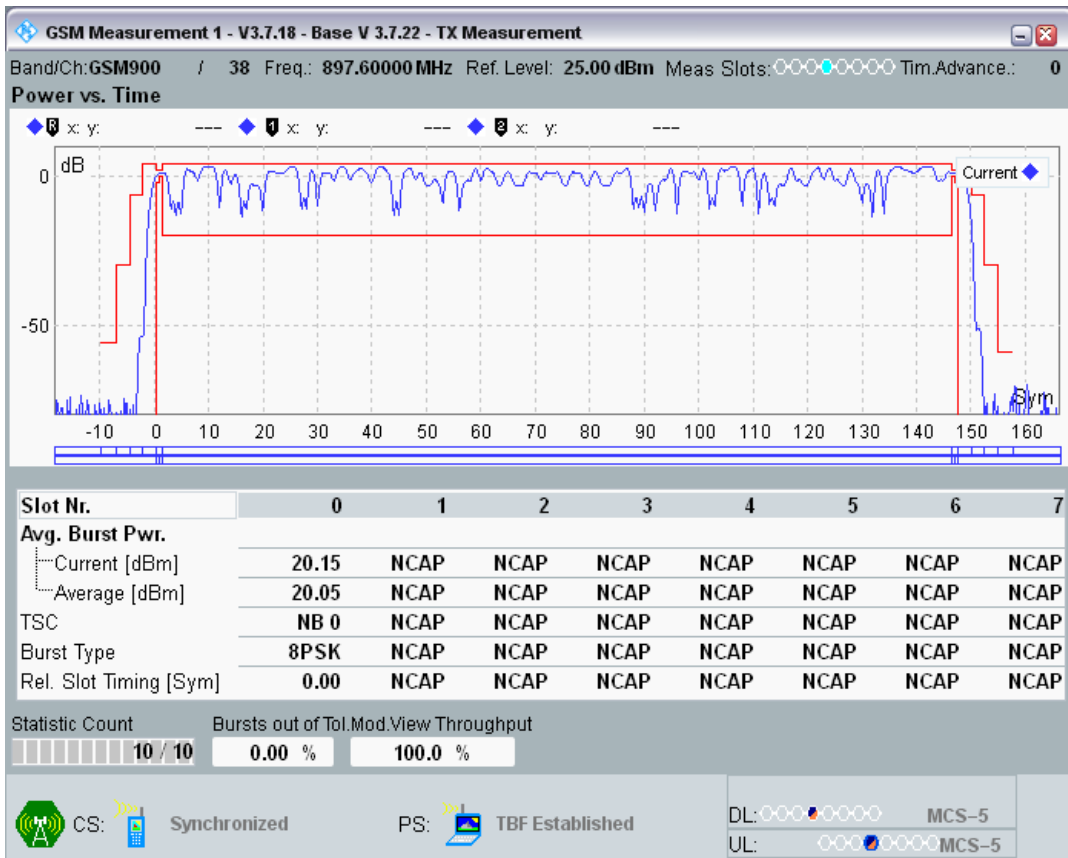 GSM Measurement 1 - V3.7.18 - Base V 3.7.22 - TX Measurement
Band/Ch:GSM900 / 38 Freq.: 897.60000 MHz Ref. Level: 25.00 dBm Meas Slots: Tim.Advance.: 0
Power vs. Time
R x: y: --- 1 x: y: --- 2 x: y: ---
dB
Current
0
-50
Sym
-10 0 10 20 30 40 50 60 70 80 90 100 110 120 130 140 150 160
Slot Nr. 0 1 2 3 4 5 6 7
Avg. Burst Pwr.
Current [dBm] 20.15 NCAP NCAP NCAP NCAP NCAP NCAP NCAP
Average [dBm] 20.05 NCAP NCAP NCAP NCAP NCAP NCAP NCAP
TSC NB 0 NCAP NCAP NCAP NCAP NCAP NCAP NCAP
Burst Type 8PSK NCAP NCAP NCAP NCAP NCAP NCAP NCAP
Rel. Slot Timing [Sym] 0.00 NCAP NCAP NCAP NCAP NCAP NCAP NCAP
Statistic Count Bursts out of Tol.Mod.View Throughput
10 / 10 0.00 % 100.0 %
CS: Synchronized PS: TBF Established
DL: MCS-5
UL: MCS-5